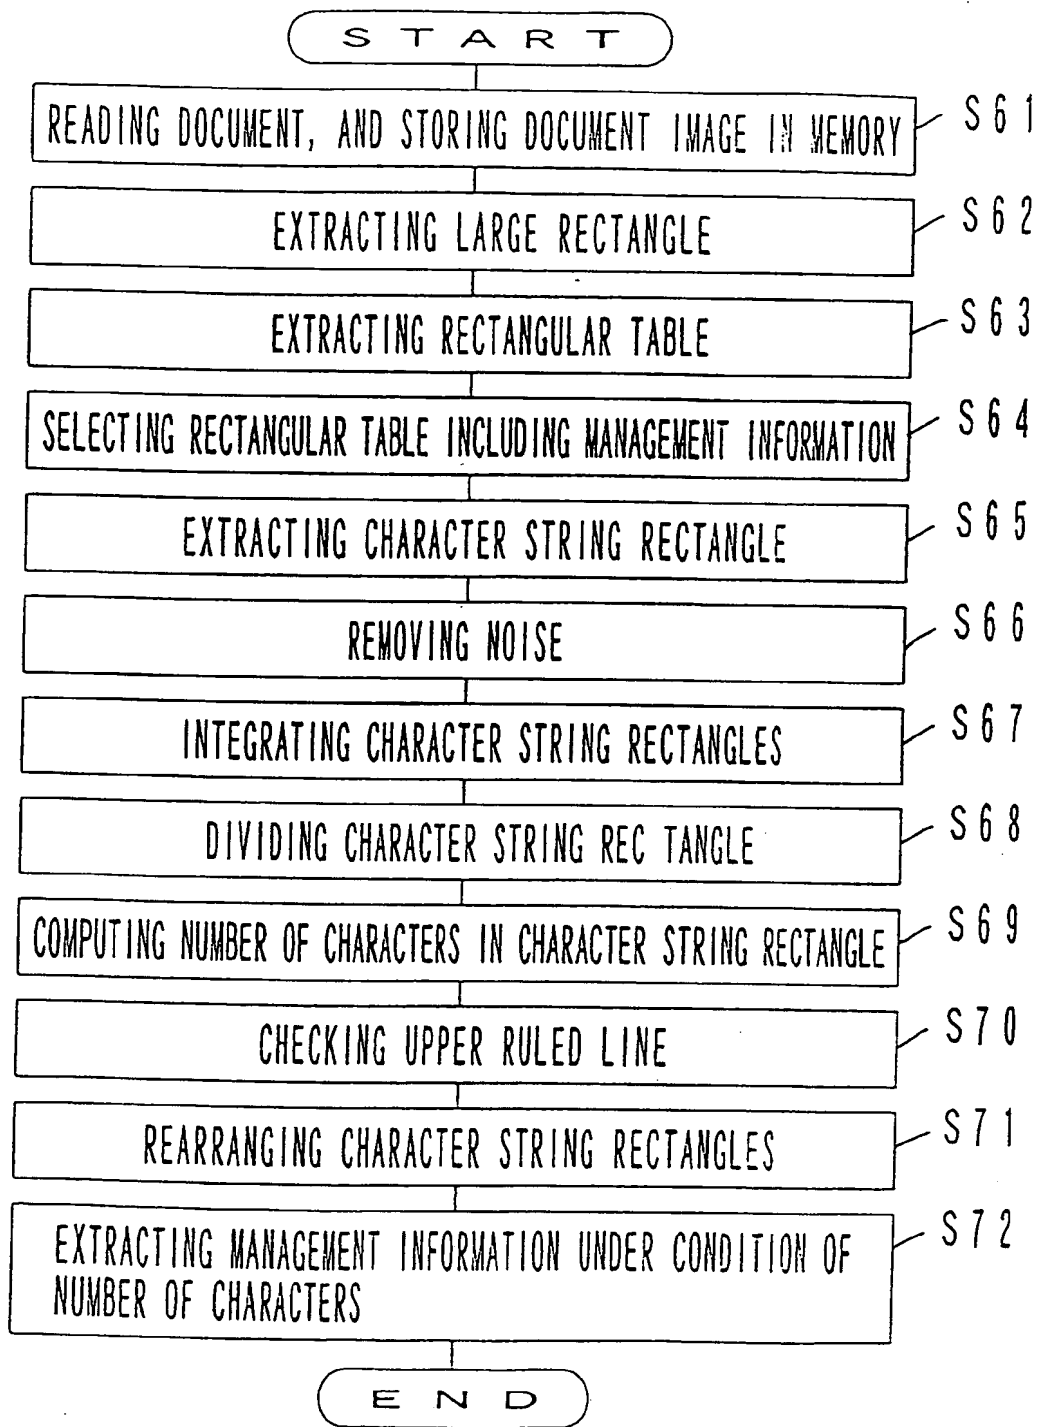 START
READING DOCUMENT, AND STORING DOCUMENT IMAGE IN MEMORY
S61
EXTRACTING LARGE RECTANGLE
S62
EXTRACTING RECTANGULAR TABLE
S63
SELECTING RECTANGULAR TABLE INCLUDING MANAGEMENT INFORMATION
S64
EXTRACTING CHARACTER STRING RECTANGLE
S65
REMOVING NOISE
S66
INTEGRATING CHARACTER STRING RECTANGLES
S67
DIVIDING CHARACTER STRING REC TANGLE
S68
COMPUTING NUMBER OF CHARACTERS IN CHARACTER STRING RECTANGLE
S69
CHECKING UPPER RULED LINE
S70
REARRANGING CHARACTER STRING RECTANGLES
S71
EXTRACTING MANAGEMENT INFORMATION UNDER CONDITION OF
NUMBER OF CHARACTERS
S72
END